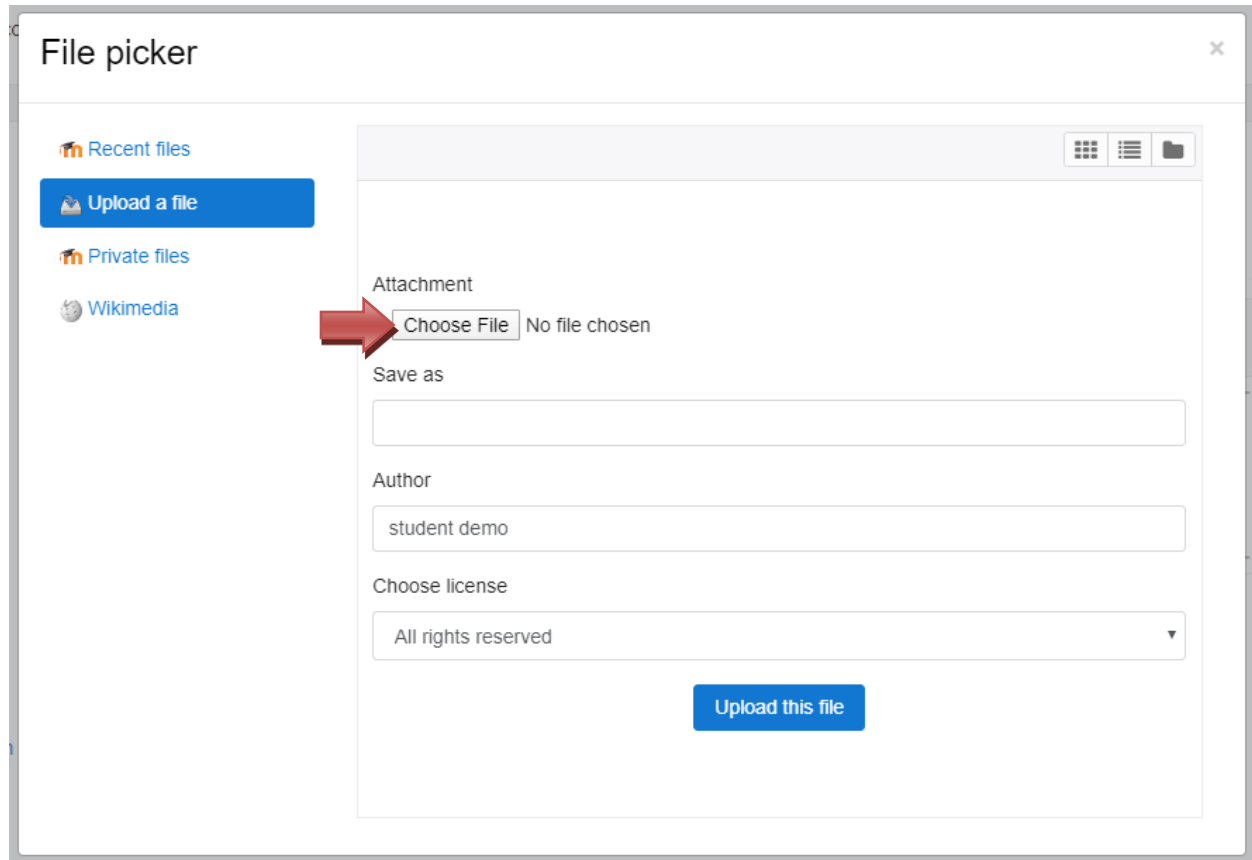 File picker
×
Recent files
Upload a file
Private files
Wikimedia
Attachment
Choose File No file chosen
Save as
Author
student demo
Choose license
All rights reserved
Upload this file